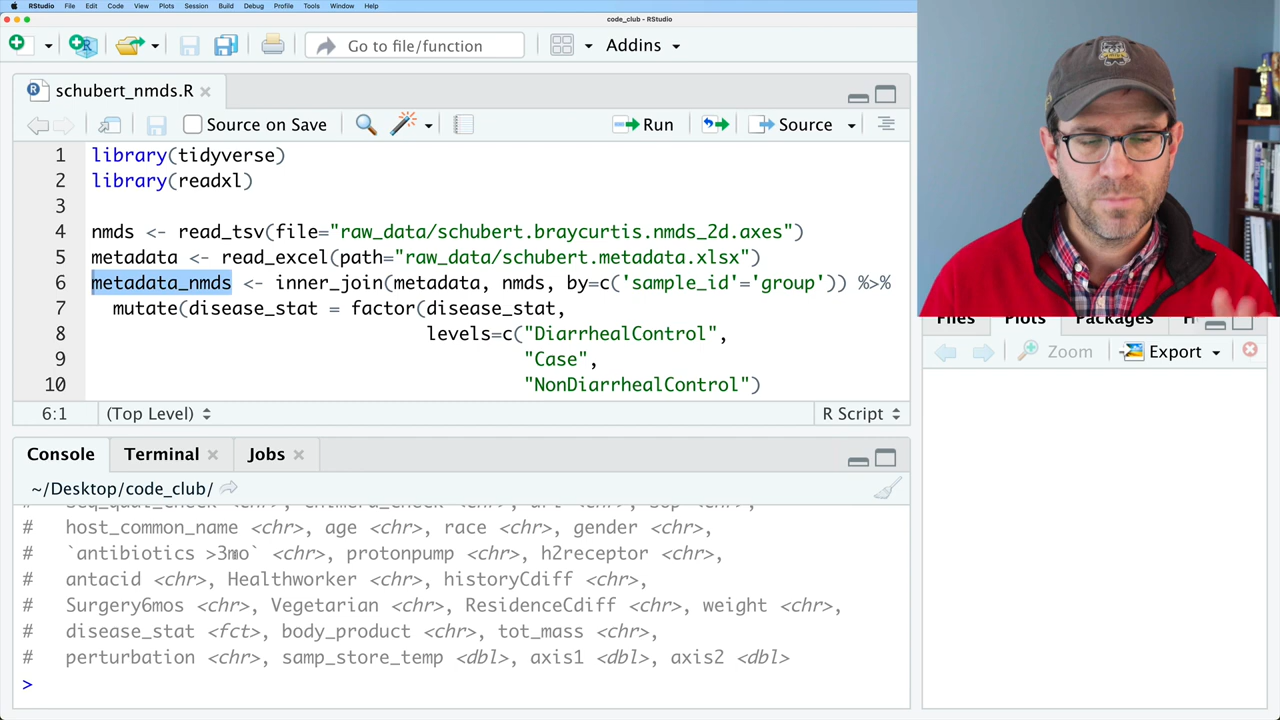 RStudio File Edit Code View Plots Session Build Debug Profile Tools Window Help
code_club - RStudio
Go to file/function Addins
schubert_nmds.R
Source on Save Run Source
1 library(tidyverse)
2 library(readxl)
3
4 nmds <- read_tsv(file="raw_data/schubert.braycurtis.nmds_2d.axes")
5 metadata <- read_excel(path="raw_data/schubert.metadata.xlsx")
6 metadata_nmds <- inner_join(metadata, nmds, by=c('sample_id'='group')) %>%
7 mutate(disease_stat = factor(disease_stat,
8 levels=c("DiarrhealControl",
9 "Case",
10 "NonDiarrhealControl")
6:1 (Top Level) R Script
Console Terminal Jobs
~/Desktop/code_club/
# host_common_name <chr>, age <chr>, race <chr>, gender <chr>,
# `antibiotics >3mo` <chr>, protonpump <chr>, h2receptor <chr>,
# antacid <chr>, Healthworker <chr>, historyCdiff <chr>,
# Surgery6mos <chr>, Vegetarian <chr>, ResidenceCdiff <chr>, weight <chr>,
# disease_stat <fct>, body_product <chr>, tot_mass <chr>,
# perturbation <chr>, samp_store_temp <dbl>, axis1 <dbl>, axis2 <dbl>
>
Files Plots Packages H
Zoom Export